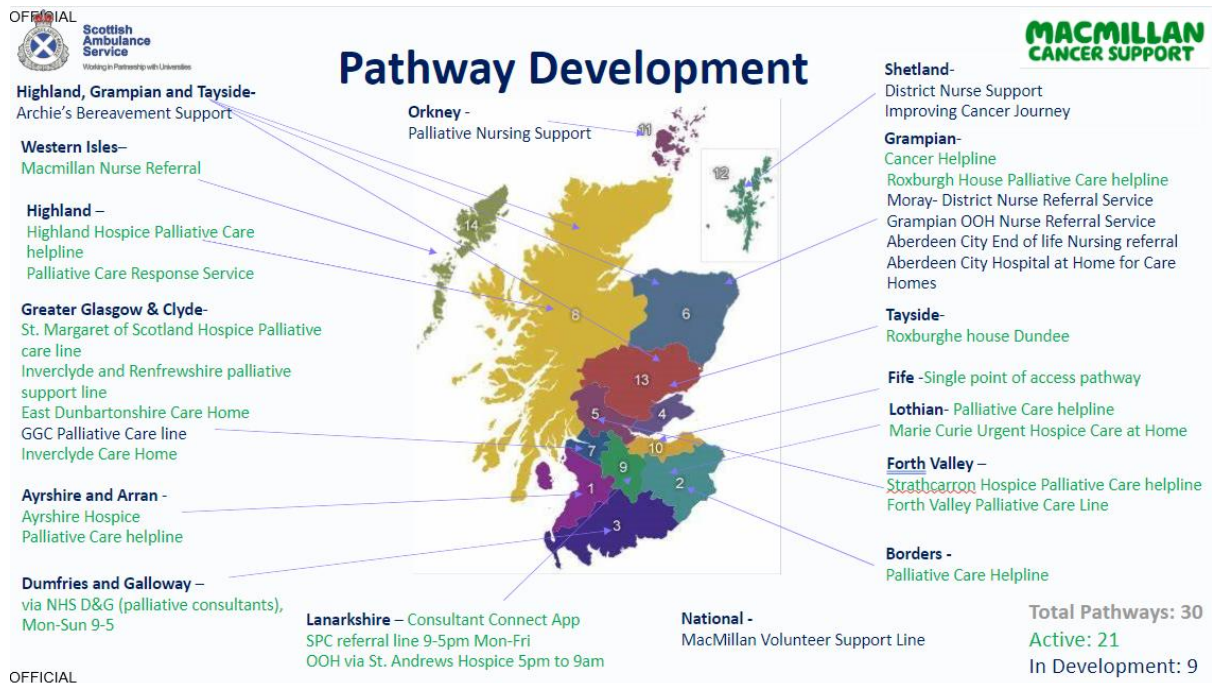 OFFICIAL
Scottish
Ambulance
Service
Working in Partnership with Universities
MACMILLAN
CANCER SUPPORT
Pathway Development
Highland, Grampian and Tayside-
Archie's Bereavement Support
Western Isles–
Macmillan Nurse Referral
Highland –
Highland Hospice Palliative Care
helpline
Palliative Care Response Service
Greater Glasgow & Clyde-
St. Margaret of Scotland Hospice Palliative
care line
Inverclyde and Renfrewshire palliative
support line
East Dunbartonshire Care Home
GGC Palliative Care line
Inverclyde Care Home
Ayrshire and Arran -
Ayrshire Hospice
Palliative Care helpline
Dumfries and Galloway –
via NHS D&G (palliative consultants),
Mon-Sun 9-5
Orkney -
Palliative Nursing Support
11
12
14
8
6
13
5
4
7
10
9
1
2
3
Lanarkshire – Consultant Connect App
SPC referral line 9-5pm Mon-Fri
OOH via St. Andrews Hospice 5pm to 9am
National -
MacMillan Volunteer Support Line
Shetland-
District Nurse Support
Improving Cancer Journey
Grampian-
Cancer Helpline
Roxburgh House Palliative Care helpline
Moray- District Nurse Referral Service
Grampian OOH Nurse Referral Service
Aberdeen City End of life Nursing referral
Aberdeen City Hospital at Home for Care
Homes
Tayside-
Roxburghe house Dundee
Fife -Single point of access pathway
Lothian- Palliative Care helpline
Marie Curie Urgent Hospice Care at Home
Forth Valley –
Strathcarron Hospice Palliative Care helpline
Forth Valley Palliative Care Line
Borders -
Palliative Care Helpline
Total Pathways: 30
Active: 21
In Development: 9
OFFICIAL